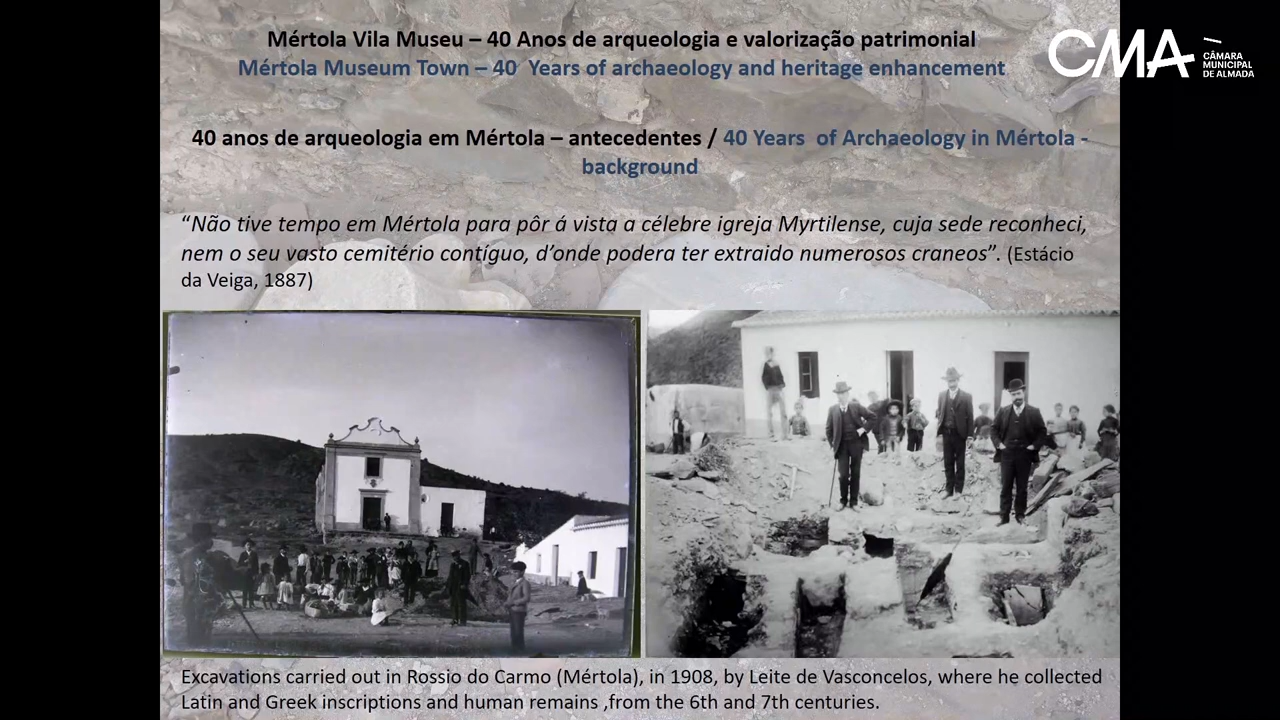 Mértola Vila Museu – 40 Anos de arqueologia e valorização patrimonial
Mértola Museum Town – 40 Years of archaeology and heritage enhancement
CMA CÂMARA
MUNICIPAL
DE ALMADA
40 anos de arqueologia em Mértola – antecedentes / 40 Years of Archaeology in Mértola -
background
“Não tive tempo em Mértola para pôr á vista a célebre igreja Myrtilense, cuja sede reconheci,
nem o seu vasto cemitério contíguo, d’onde podera ter extraido numerosos craneos”. (Estácio
da Veiga, 1887)
Excavations carried out in Rossio do Carmo (Mértola), in 1908, by Leite de Vasconcelos, where he collected
Latin and Greek inscriptions and human remains ,from the 6th and 7th centuries.